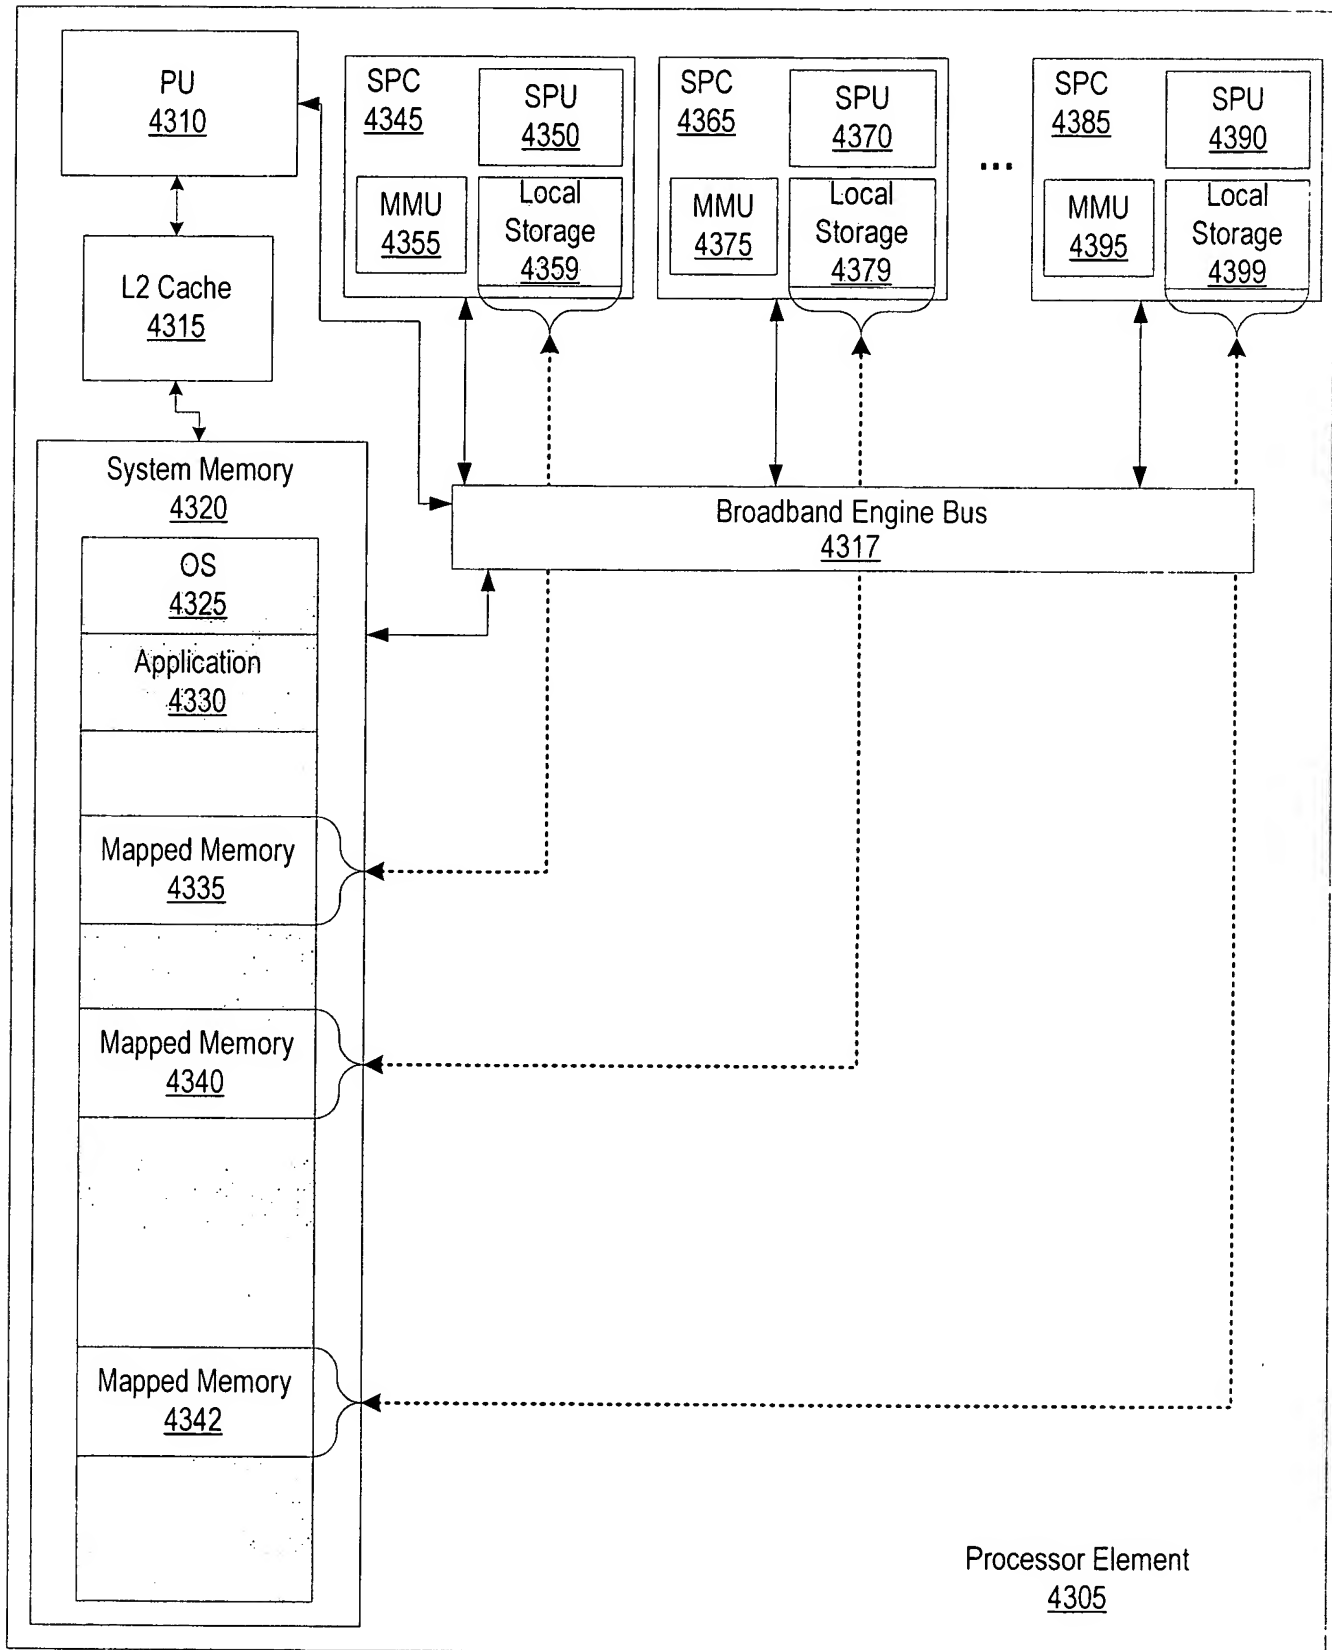 PU
4310
L2 Cache
4315
SPC
4345
SPU
4350
MMU
4355
Local
Storage
4359
SPC
4365
SPU
4370
MMU
4375
Local
Storage
4379
...
SPC
4385
SPU
4390
MMU
4395
Local
Storage
4399
Broadband Engine Bus
4317
System Memory
4320
OS
4325
Application
4330
Mapped Memory
4335
Mapped Memory
4340
Mapped Memory
4342
Processor Element
4305